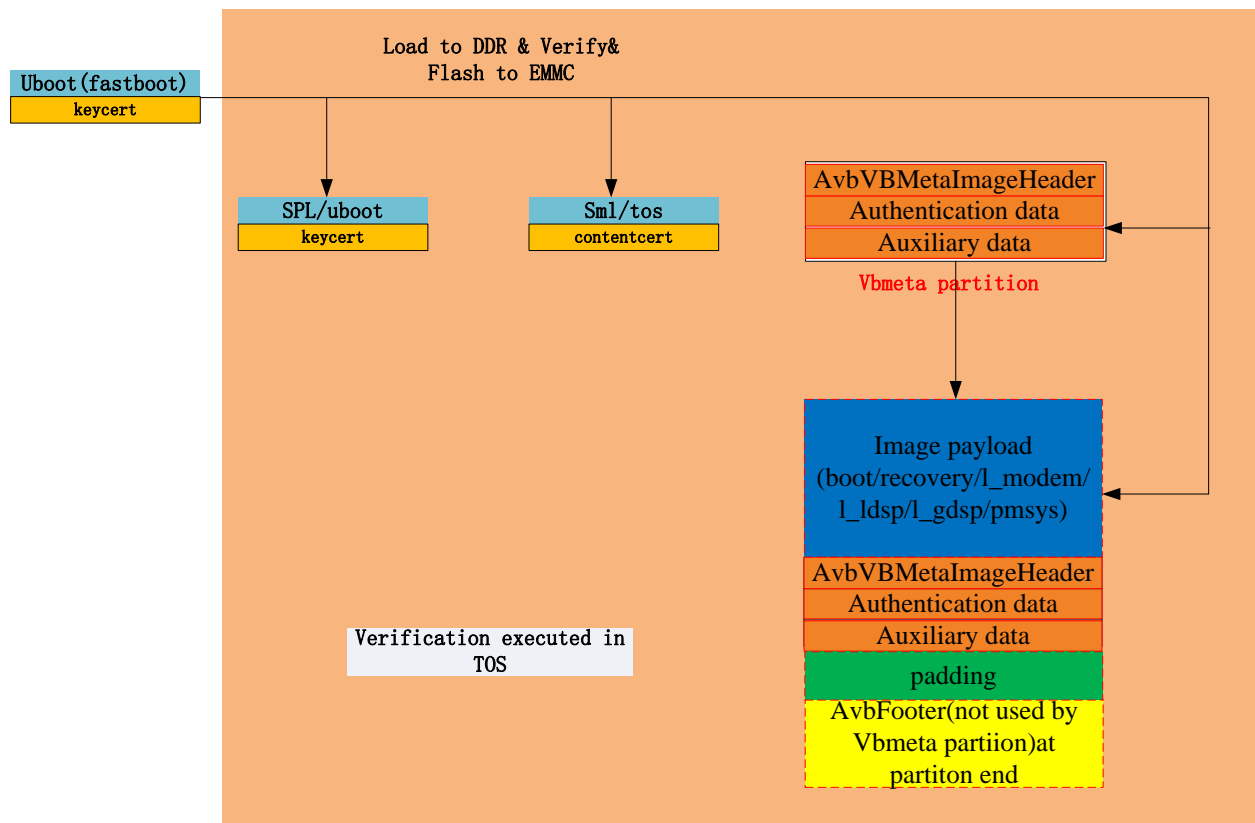 Load to DDR & Verify&
Flash to EMMC
Uboot(fastboot)
keycert
SPL/uboot
keycert
Sml/tos
contentcert
AvbVBMetaImageHeader
Authentication data
Auxiliary data
Vbmeta partition
Image payload
(boot/recovery/l_modem/
l_ldsp/l_gdsp/pmsys)
AvbVBMetaImageHeader
Authentication data
Auxiliary data
padding
AvbFooter(not used by
Vbmeta partiion)at
partiton end
Verification executed in
TOS